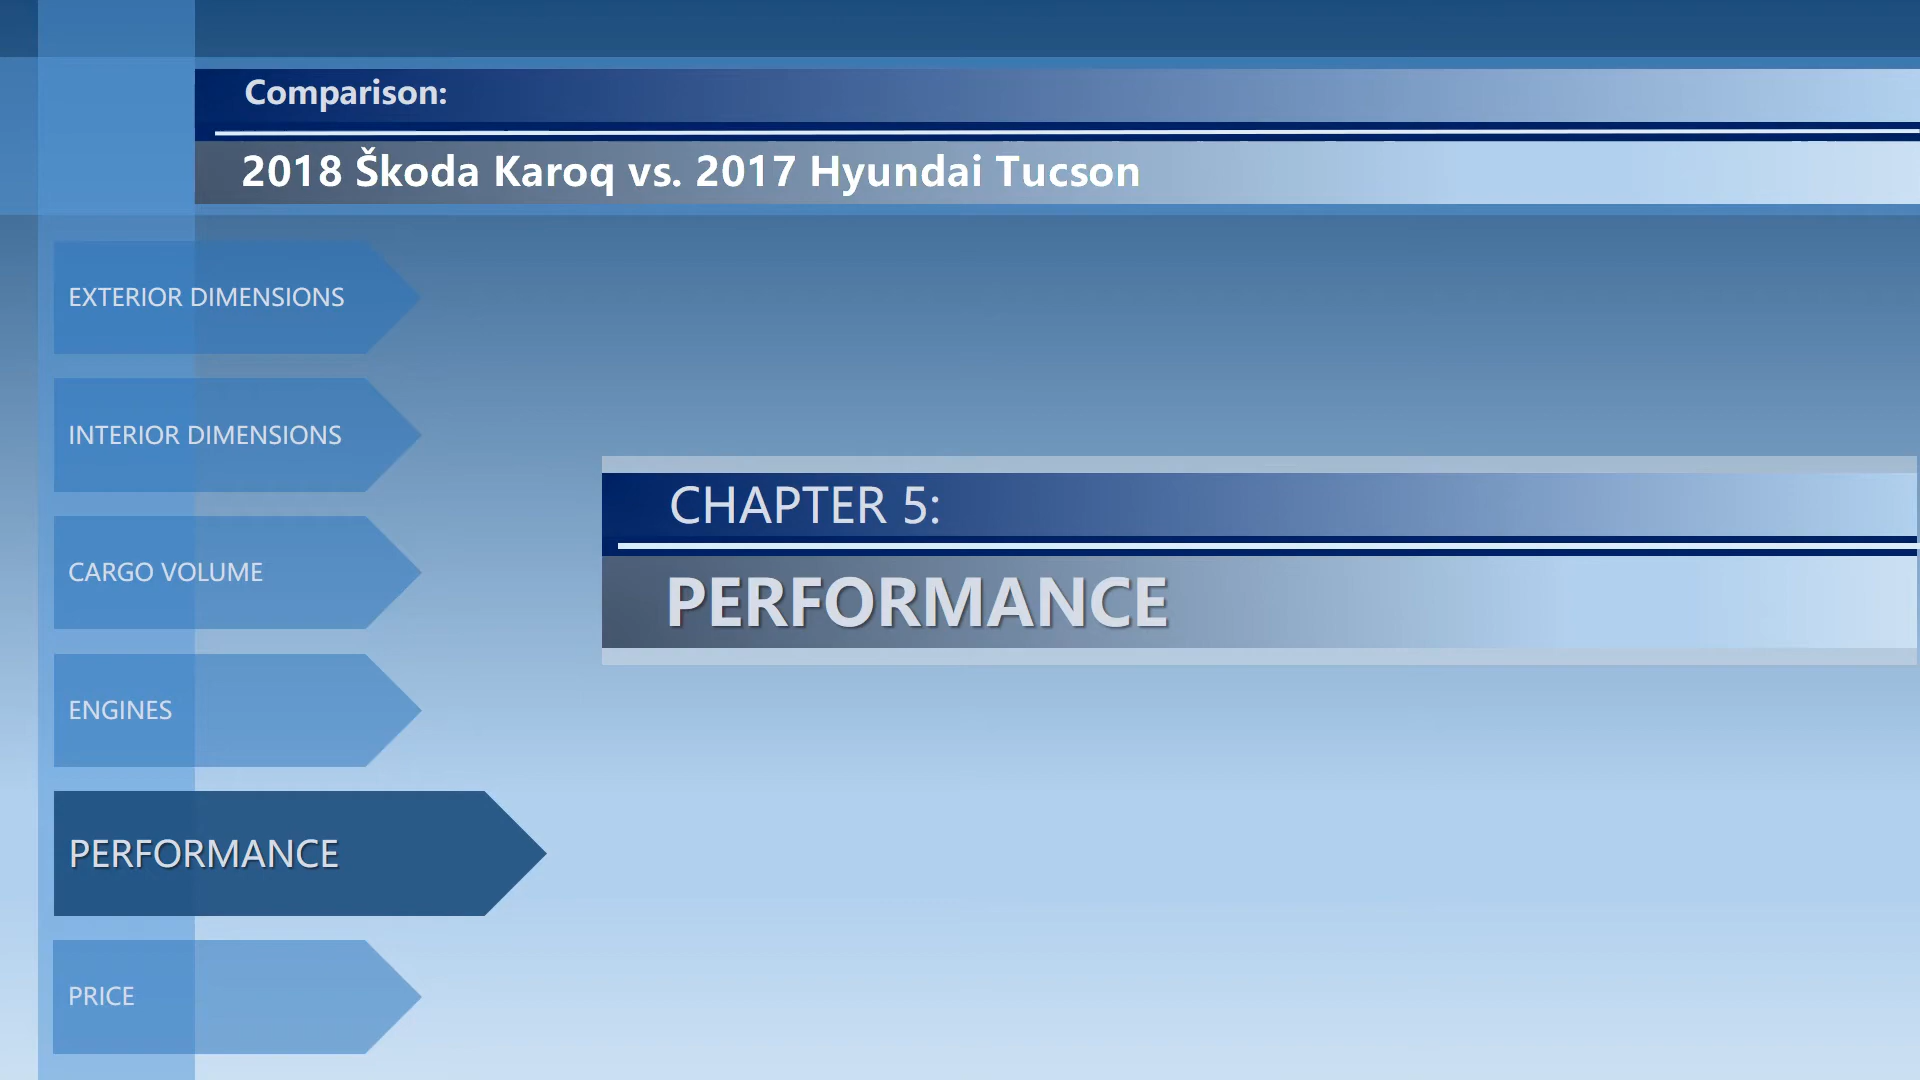 Comparison:
2018 Škoda Karoq vs. 2017 Hyundai Tucson
EXTERIOR DIMENSIONS
INTERIOR DIMENSIONS
CARGO VOLUME
ENGINES
PERFORMANCE
PRICE
CHAPTER 5:
PERFORMANCE